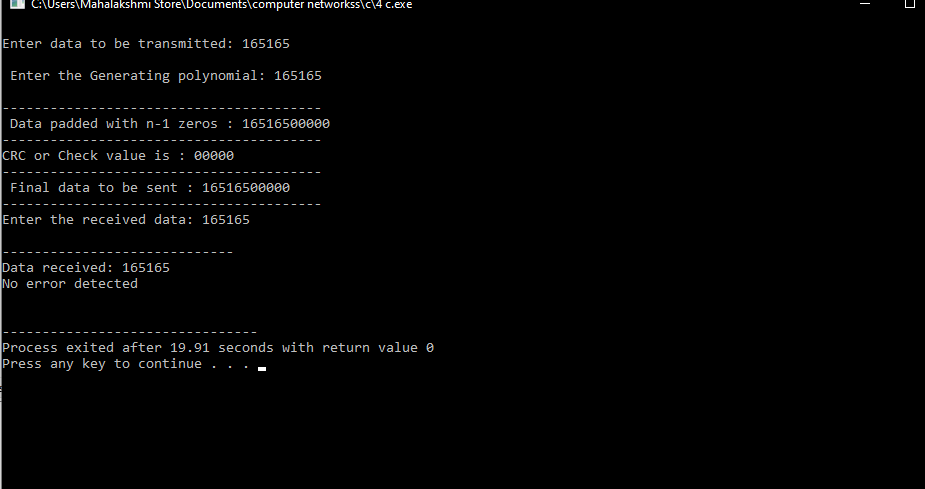 C:\Users\Mahalakshmi Store\Documents\computer networkss\c\4 c.exe
Enter data to be transmitted: 165165
Enter the Generating polynomial: 165165
----------------------------------------
Data padded with n-1 zeros : 16516500000
----------------------------------------
CRC or Check value is : 00000
----------------------------------------
Final data to be sent : 16516500000
----------------------------------------
Enter the received data: 165165
-----------------------------
Data received: 165165
No error detected
--------------------------------
Process exited after 19.91 seconds with return value 0
Press any key to continue . . .